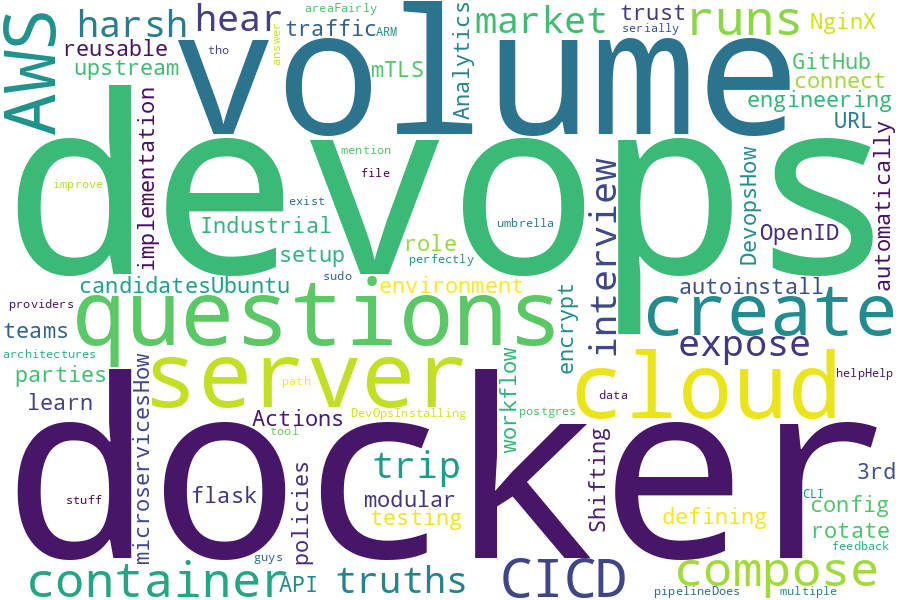 harsh
hear
areaFairly
market
trust
runs
NginX
AWS
reusable
traffic
ARM
answer
serially
tho
volume
upstream
mTLS
Analytics
GitHub
connect
engineering
URL
implementation
devops
improve
mention
file
exist
umbrella
Industrial
role
setup
perfectly
sudo
interview
DevopsHow
OpenID
automatically
candidatesUbuntu
environment
autoinstall
providers
questions
encrypt
create
teams
expose
architectures
server
cloud
helpHelp
parties
path
data
learn
microservicesHow
Actions
DevOpsInstalling
workflow
postgres
tool
docker
trip
Shifting
3rd
stuff
flask
policies
modular
testing
defining
CLI
config
rotate
feedback
guys
container
API
truths
CICD
compose
pipelineDoes
multiple